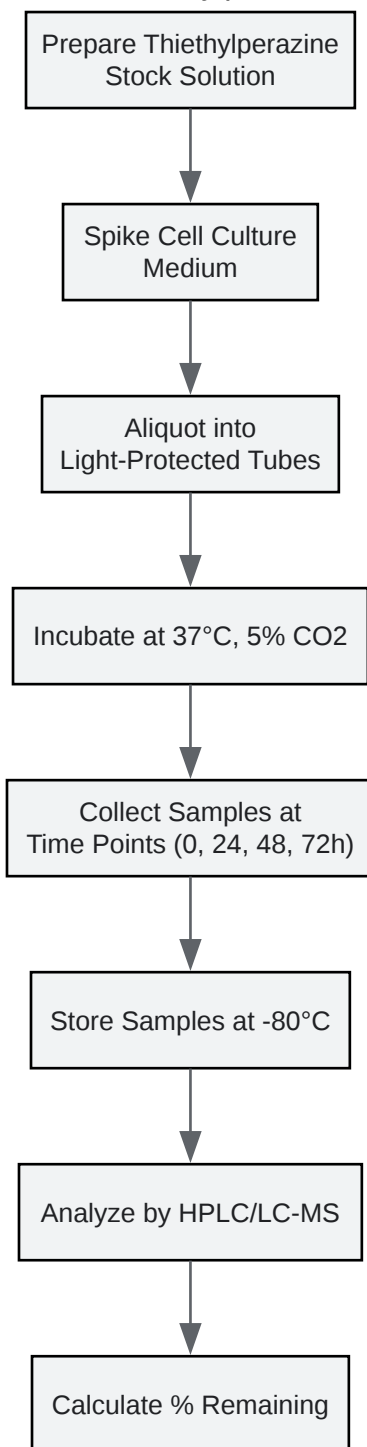 Prepare Thiethylperazine
Stock Solution
Spike Cell Culture
Medium
Aliquot into
Light-Protected Tubes
Incubate at 37°C, 5% CO2
Collect Samples at
Time Points (0, 24, 48, 72h)
Store Samples at -80°C
Analyze by HPLC/LC-MS
Calculate % Remaining